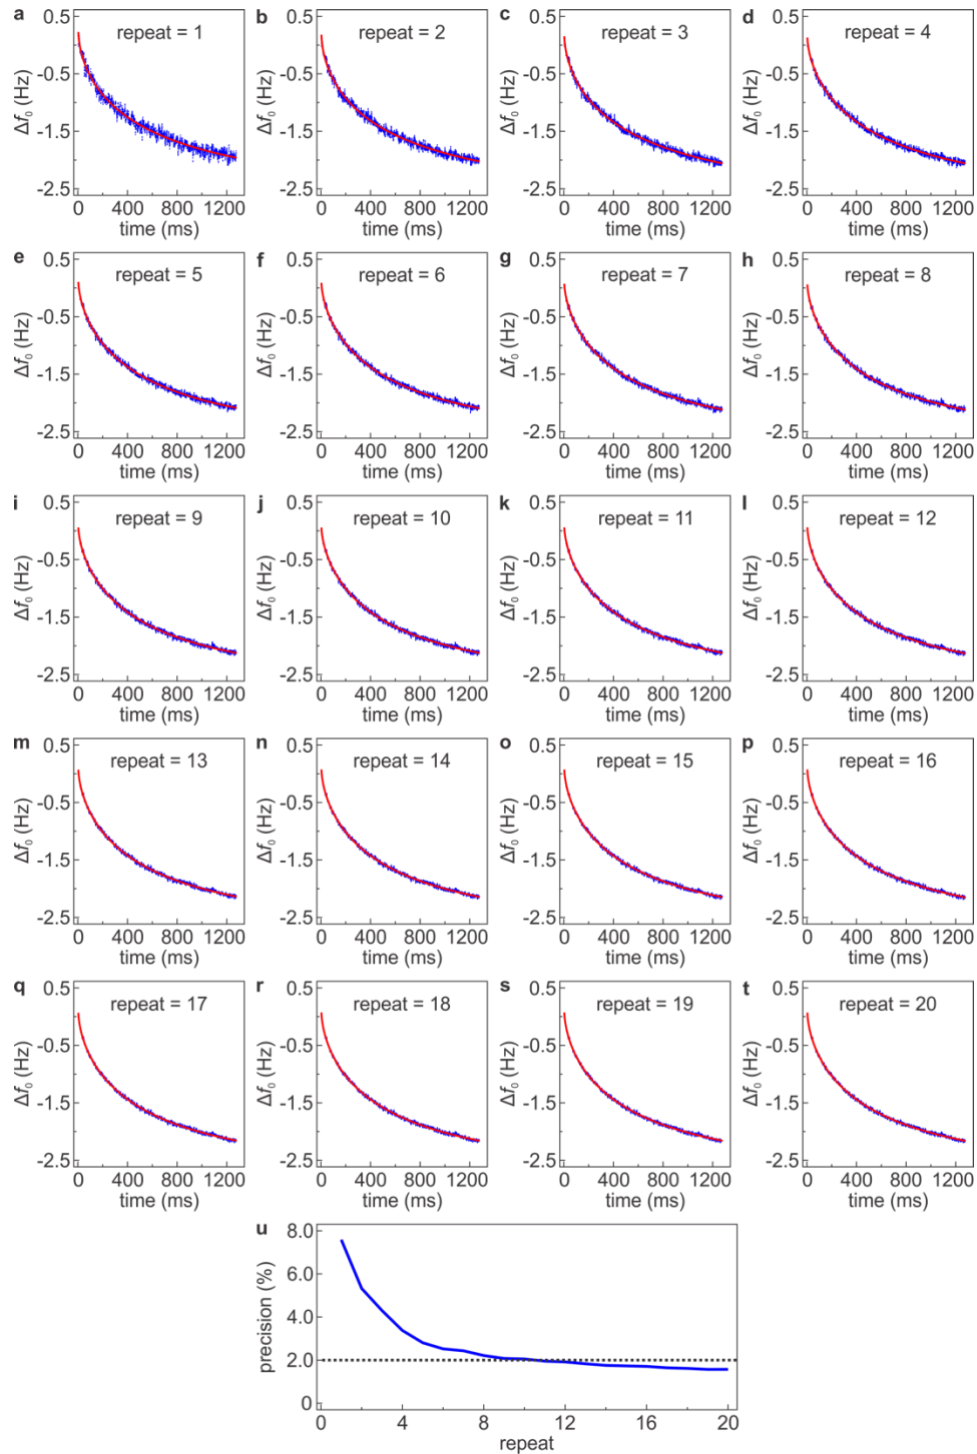 a b c d
repeat = 1 repeat = 2 repeat = 3 repeat = 4
0.5 0.5 0.5 0.5
-0.5 -0.5 -0.5 -0.5
-1.5 -1.5 -1.5 -1.5
-2.5 -2.5 -2.5 -2.5
Δf₀ (Hz) Δf₀ (Hz) Δf₀ (Hz) Δf₀ (Hz)
0 400 800 1200 0 400 800 1200 0 400 800 1200 0 400 800 1200
time (ms) time (ms) time (ms) time (ms)
e f g h
repeat = 5 repeat = 6 repeat = 7 repeat = 8
0.5 0.5 0.5 0.5
-0.5 -0.5 -0.5 -0.5
-1.5 -1.5 -1.5 -1.5
-2.5 -2.5 -2.5 -2.5
Δf₀ (Hz) Δf₀ (Hz) Δf₀ (Hz) Δf₀ (Hz)
0 400 800 1200 0 400 800 1200 0 400 800 1200 0 400 800 1200
time (ms) time (ms) time (ms) time (ms)
i j k l
repeat = 9 repeat = 10 repeat = 11 repeat = 12
0.5 0.5 0.5 0.5
-0.5 -0.5 -0.5 -0.5
-1.5 -1.5 -1.5 -1.5
-2.5 -2.5 -2.5 -2.5
Δf₀ (Hz) Δf₀ (Hz) Δf₀ (Hz) Δf₀ (Hz)
0 400 800 1200 0 400 800 1200 0 400 800 1200 0 400 800 1200
time (ms) time (ms) time (ms) time (ms)
m n o p
repeat = 13 repeat = 14 repeat = 15 repeat = 16
0.5 0.5 0.5 0.5
-0.5 -0.5 -0.5 -0.5
-1.5 -1.5 -1.5 -1.5
-2.5 -2.5 -2.5 -2.5
Δf₀ (Hz) Δf₀ (Hz) Δf₀ (Hz) Δf₀ (Hz)
0 400 800 1200 0 400 800 1200 0 400 800 1200 0 400 800 1200
time (ms) time (ms) time (ms) time (ms)
q r s t
repeat = 17 repeat = 18 repeat = 19 repeat = 20
0.5 0.5 0.5 0.5
-0.5 -0.5 -0.5 -0.5
-1.5 -1.5 -1.5 -1.5
-2.5 -2.5 -2.5 -2.5
Δf₀ (Hz) Δf₀ (Hz) Δf₀ (Hz) Δf₀ (Hz)
0 400 800 1200 0 400 800 1200 0 400 800 1200 0 400 800 1200
time (ms) time (ms) time (ms) time (ms)
u
8.0
6.0
4.0
2.0
0
precision (%)
0 4 8 12 16 20
repeat